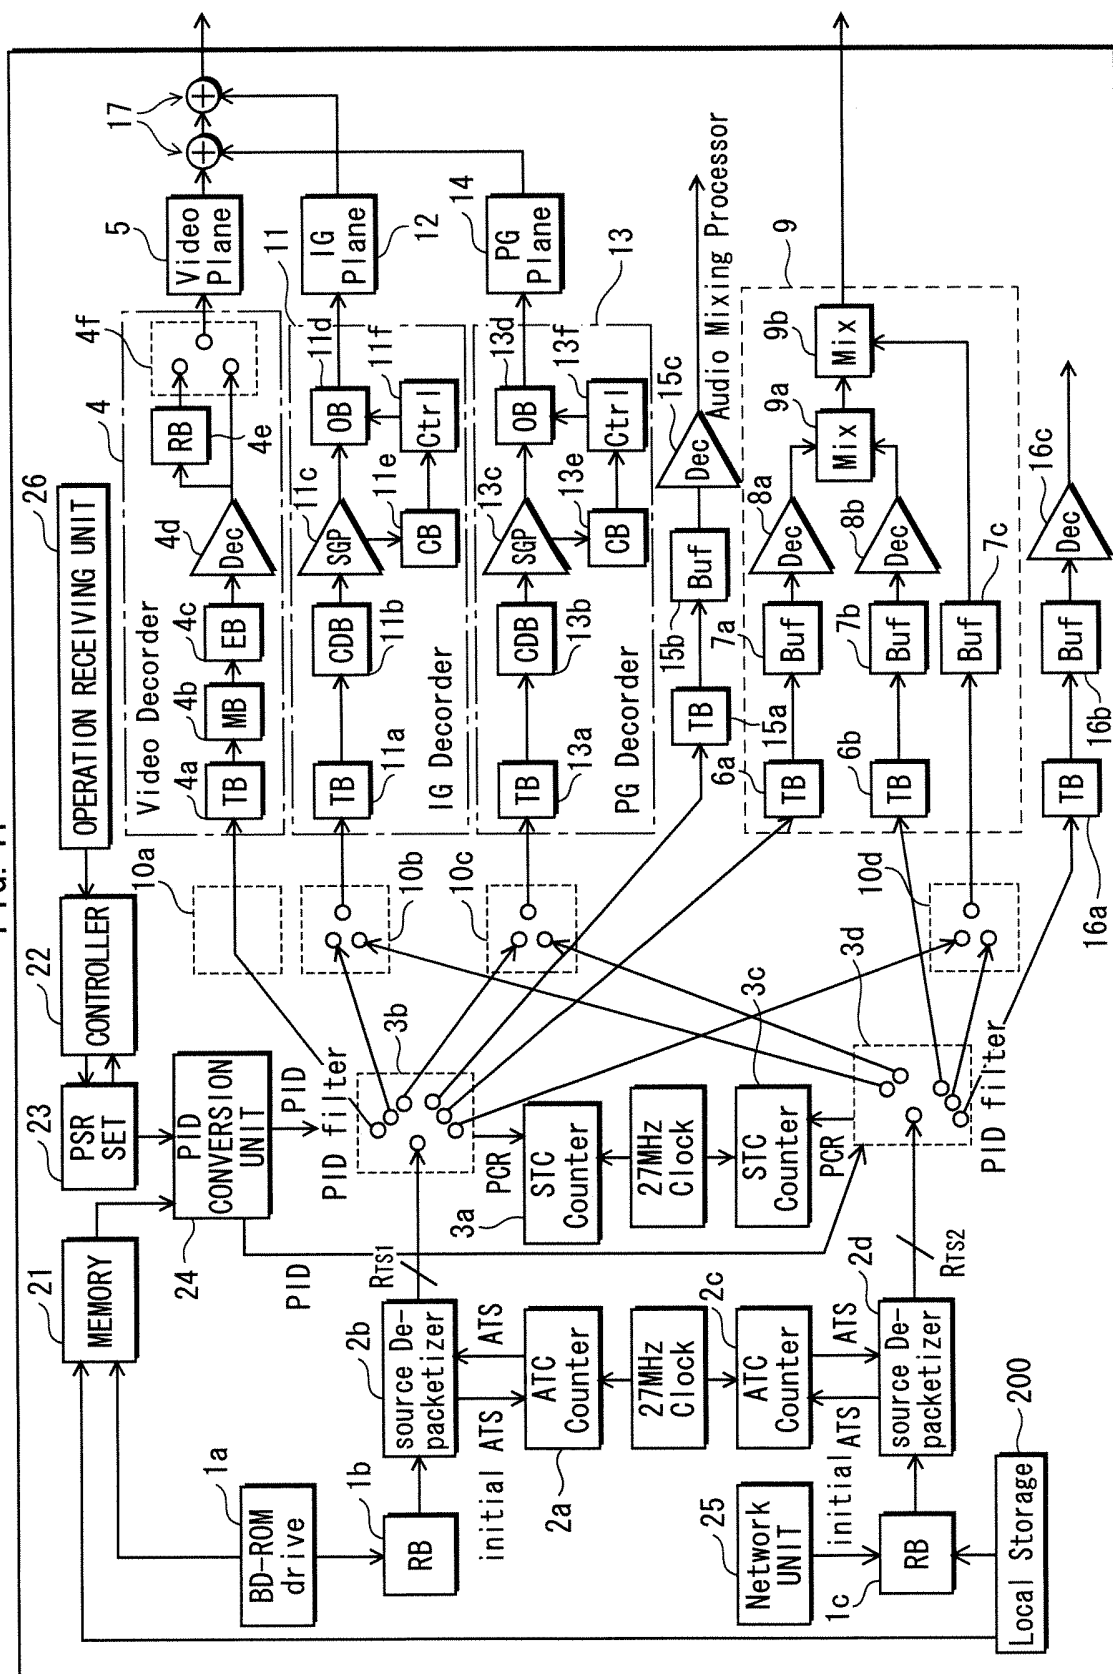 26
OPERATION RECEIVING UNIT
22
CONTROLLER
23
PSR
SET
21
MEMORY
24
PID
CONVERSION
UNIT
PID
PID
1a
BD-ROM
drive
1b
RB
initial ATS
ATS
2b
source De-
packetizer
RTS1
2a
ATC
Counter
27MHz
Clock
2c
ATC
Counter
initial ATS
ATS
25
Network
UNIT
1c
RB
200
Local Storage
2d
source De-
packetizer
RTS2
PID filter
3b
PCR
3a
STC
Counter
27MHz
Clock
3c
STC
Counter
PCR
3d
PID filter
10a
10b
10c
10d
4
Video Decorder
4a
TB
4b
MB
4c
EB
4d
Dec
RB
4e
4f
5
Video
Plane
17
11
IG Decorder
TB
11a
CDB
11b
11c
SGP
11d
OB
11e
CB
11f
Ctrl
IG
Plane
12
13
PG Decorder
TB
13a
CDB
13b
13c
SGP
13d
OB
13e
CB
13f
Ctrl
14
PG
Plane
TB
15a
15b
Buf
15c
Dec
Audio Mixing Processor
9
6a
TB
7a
Buf
8a
Dec
9a
Mix
9b
Mix
6b
TB
7b
Buf
8b
Dec
Buf
7c
TB
16a
Buf
16b
16c
Dec